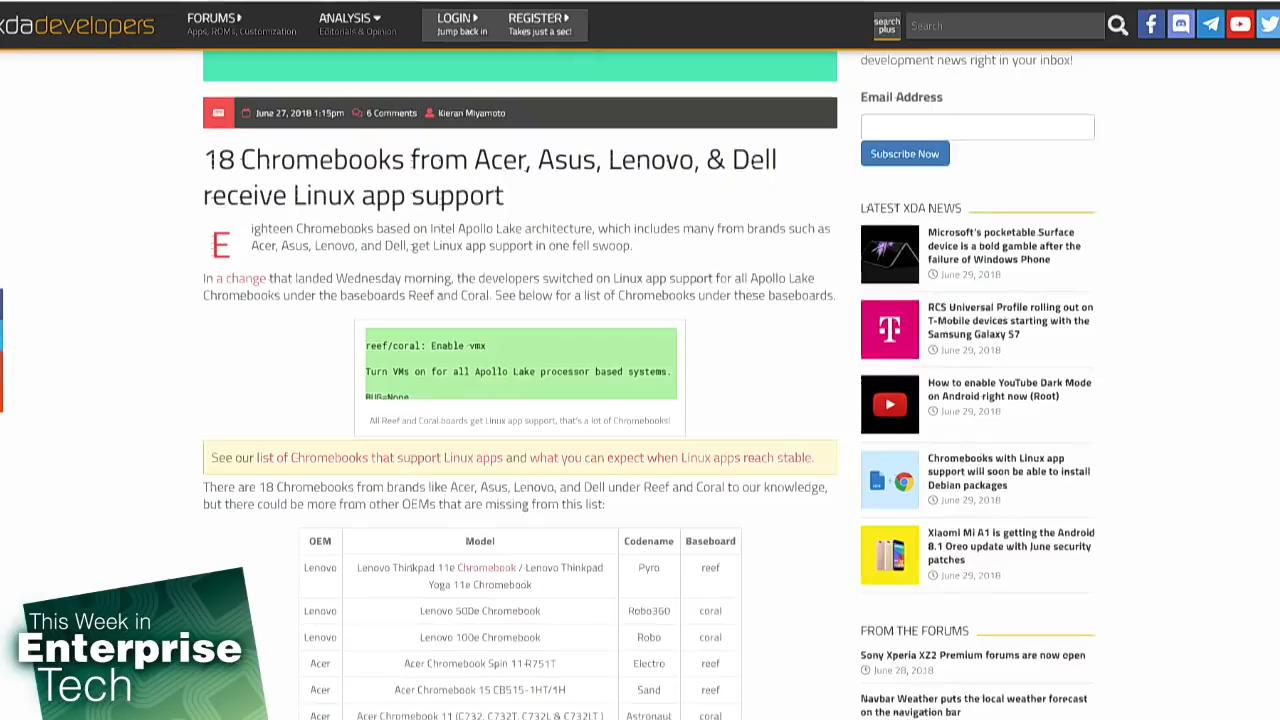 xdadevelopers
FORUMS
Apps, ROMs, Customization
ANALYSIS
Editorials & Opinion
LOGIN
Jump back in
REGISTER
Takes just a sec!
search
plus
Search
development news right in your inbox!
Email Address
Subscribe Now
June 27, 2018 1:15pm
6 Comments
Kieran Miyamoto
18 Chromebooks from Acer, Asus, Lenovo, & Dell
receive Linux app support
Eighteen Chromebooks based on Intel Apollo Lake architecture, which includes many from brands such as
Acer, Asus, Lenovo, and Dell, get Linux app support in one fell swoop.
In a change that landed Wednesday morning, the developers switched on Linux app support for all Apollo Lake
Chromebooks under the baseboards Reef and Coral. See below for a list of Chromebooks under these baseboards.
reef/coral: Enable vmx
Turn VMs on for all Apollo Lake processor based systems.
BUG=None
All Reef and Coral boards get Linux app support, that's a lot of Chromebooks!
See our list of Chromebooks that support Linux apps and what you can expect when Linux apps reach stable.
There are 18 Chromebooks from brands like Acer, Asus, Lenovo, and Dell under Reef and Coral to our knowledge,
but there could be more from other OEMs that are missing from this list:
OEM Model Codename Baseboard
Lenovo Lenovo Thinkpad 11e Chromebook / Lenovo Thinkpad
Yoga 11e Chromebook Pyro reef
Lenovo Lenovo 500e Chromebook Robo360 coral
Lenovo Lenovo 100e Chromebook Robo coral
Acer Acer Chromebook Spin 11 R751T Electro reef
Acer Acer Chromebook 15 CB515-1HT/1H Sand reef
Acer Acer Chromebook 11 (C732, C732T, C732L & C732LT ) Astronaut coral
LATEST XDA NEWS
Microsoft's pocketable Surface
device is a bold gamble after the
failure of Windows Phone
June 29, 2018
RCS Universal Profile rolling out on
T-Mobile devices starting with the
Samsung Galaxy S7
June 29, 2018
How to enable YouTube Dark Mode
on Android right now (Root)
June 29, 2018
Chromebooks with Linux app
support will soon be able to install
Debian packages
June 29, 2018
Xiaomi Mi A1 is getting the Android
8.1 Oreo update with June security
patches
June 29, 2018
FROM THE FORUMS
Sony Xperia XZ2 Premium forums are now open
June 28, 2018
Navbar Weather puts the local weather forecast
on the navigation bar
This Week in
Enterprise
Tech